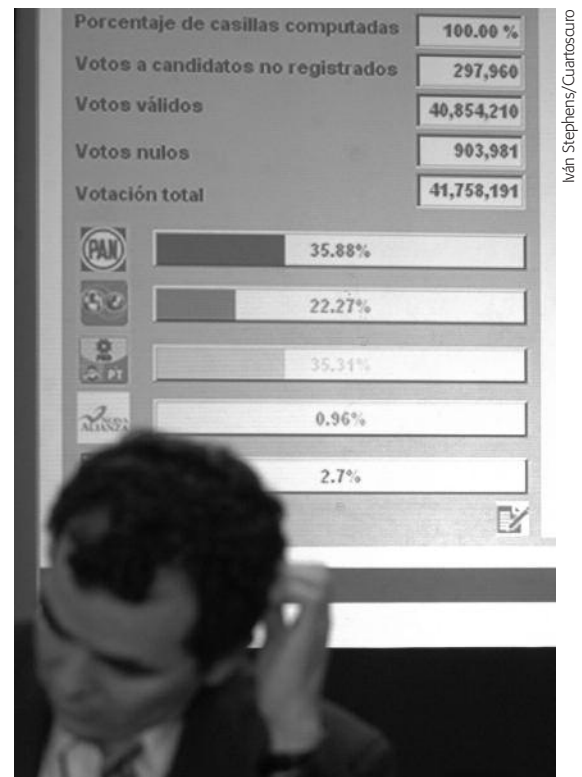 Porcentaje de casillas computadas 100.00 %
Votos a candidatos no registrados 297,960
Votos válidos 40,854,210
Votos nulos 903,981
Votación total 41,758,191
PAN 35.88%
22.27%
PRD PT 35.31%
NUEVA ALIANZA 0.96%
2.7%
Iván Stephens/Cuartoscuro